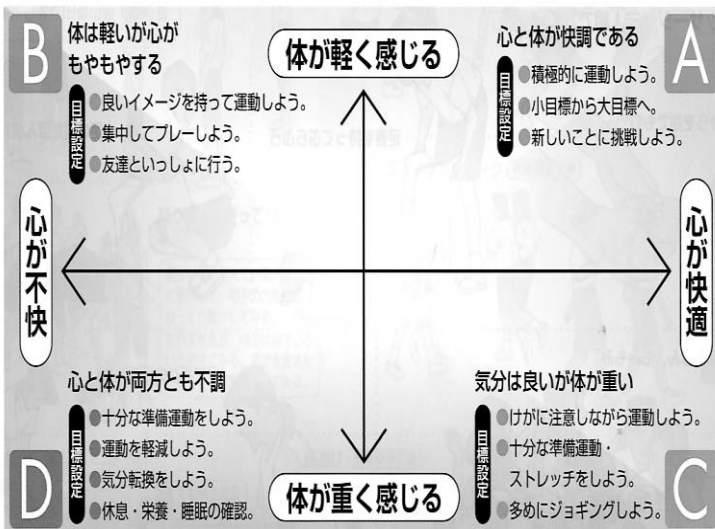 体が軽く感じる
B
体は軽いが心が
もやもやする
目標設定
●良いイメージを持って運動しよう。
●集中してプレーしよう。
●友達といっしょに行う。
A
心と体が快調である
目標設定
●積極的に運動しよう。
●小目標から大目標へ。
●新しいことに挑戦しよう。
心が不快
心が快適
D
心と体が両方とも不調
目標設定
●十分な準備運動をしよう。
●運動を軽減しよう。
●気分転換をしよう。
●休息・栄養・睡眠の確認。
C
気分は良いが体が重い
目標設定
●けがに注意しながら運動しよう。
●十分な準備運動・
ストレッチをしよう。
●多めにジョギングしよう。
体が重く感じる